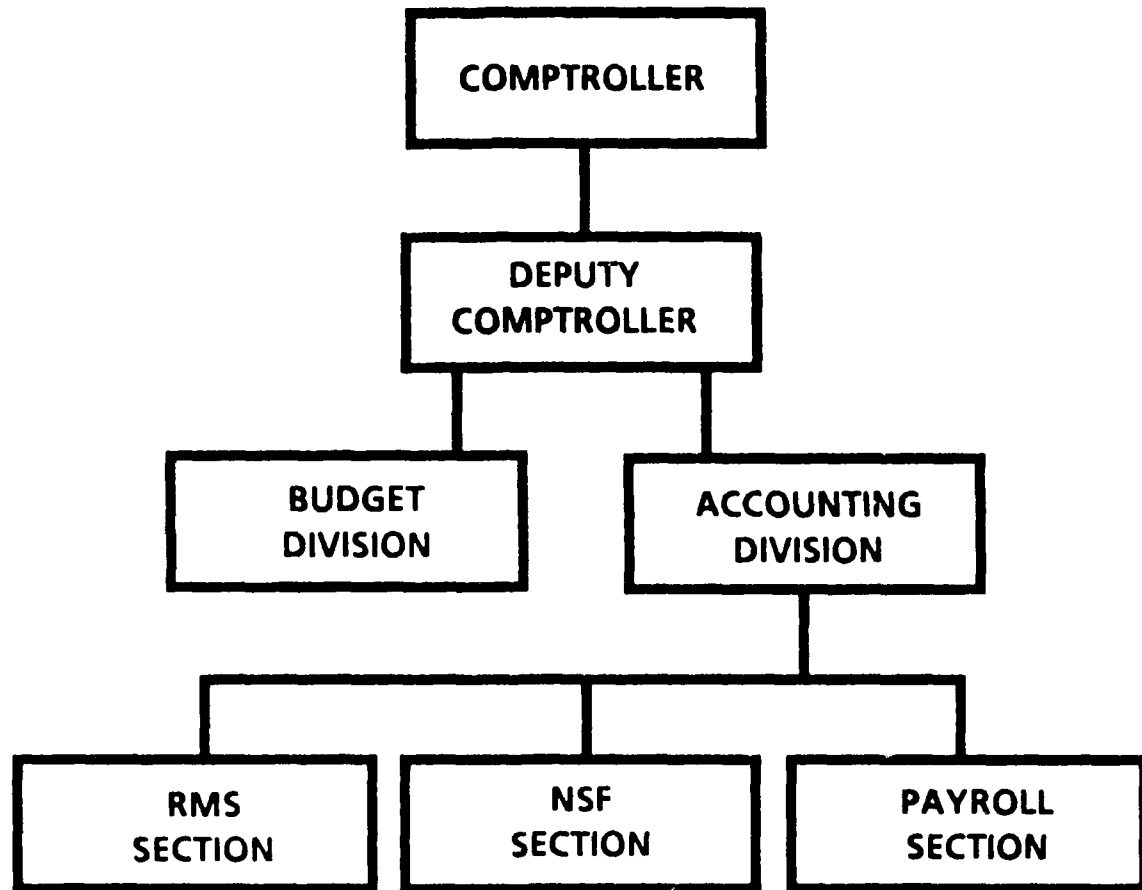 COMPTROLLER
DEPUTY
COMPTROLLER
BUDGET
DIVISION
ACCOUNTING
DIVISION
RMS
SECTION
NSF
SECTION
PAYROLL
SECTION